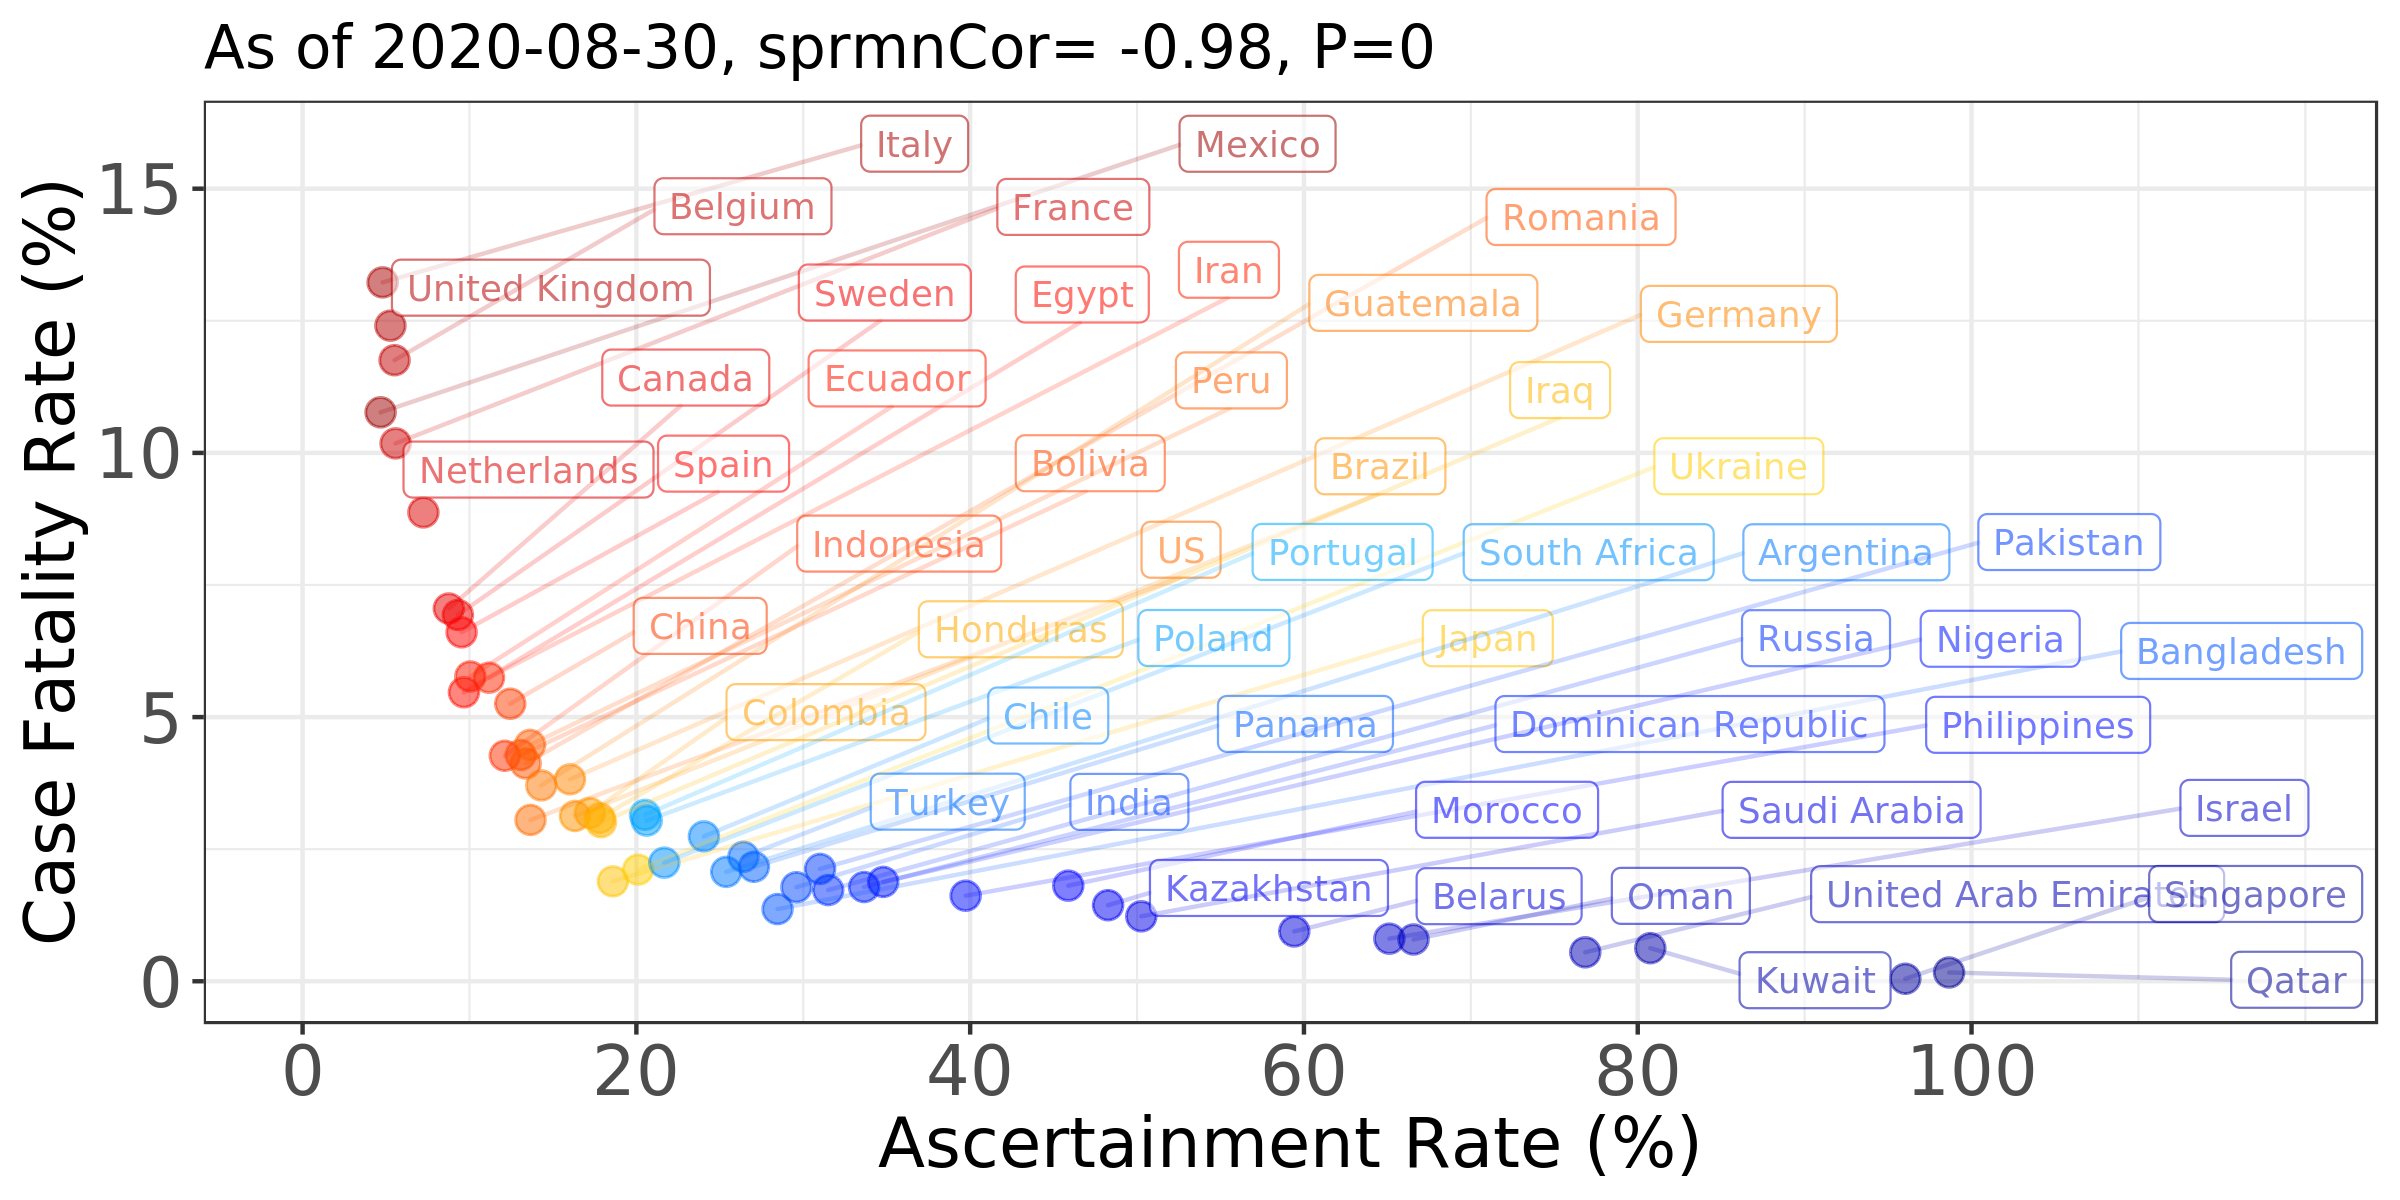 As of 2020-08-30, sprmnCor= -0.98, P=0
Case Fatality Rate (%)
15
10
5
0
Italy
Mexico
Belgium
France
Romania
Iran
United Kingdom
Sweden
Egypt
Guatemala
Germany
Canada
Ecuador
Peru
Iraq
Netherlands
Spain
Bolivia
Brazil
Ukraine
Indonesia
US
Portugal
South Africa
Argentina
Pakistan
China
Honduras
Poland
Japan
Russia
Nigeria
Bangladesh
Colombia
Chile
Panama
Dominican Republic
Philippines
Turkey
India
Morocco
Saudi Arabia
Israel
Kazakhstan
Belarus
Oman
United Arab Emirates
Singapore
Kuwait
Qatar
0
20
40
60
80
100
Ascertainment Rate (%)